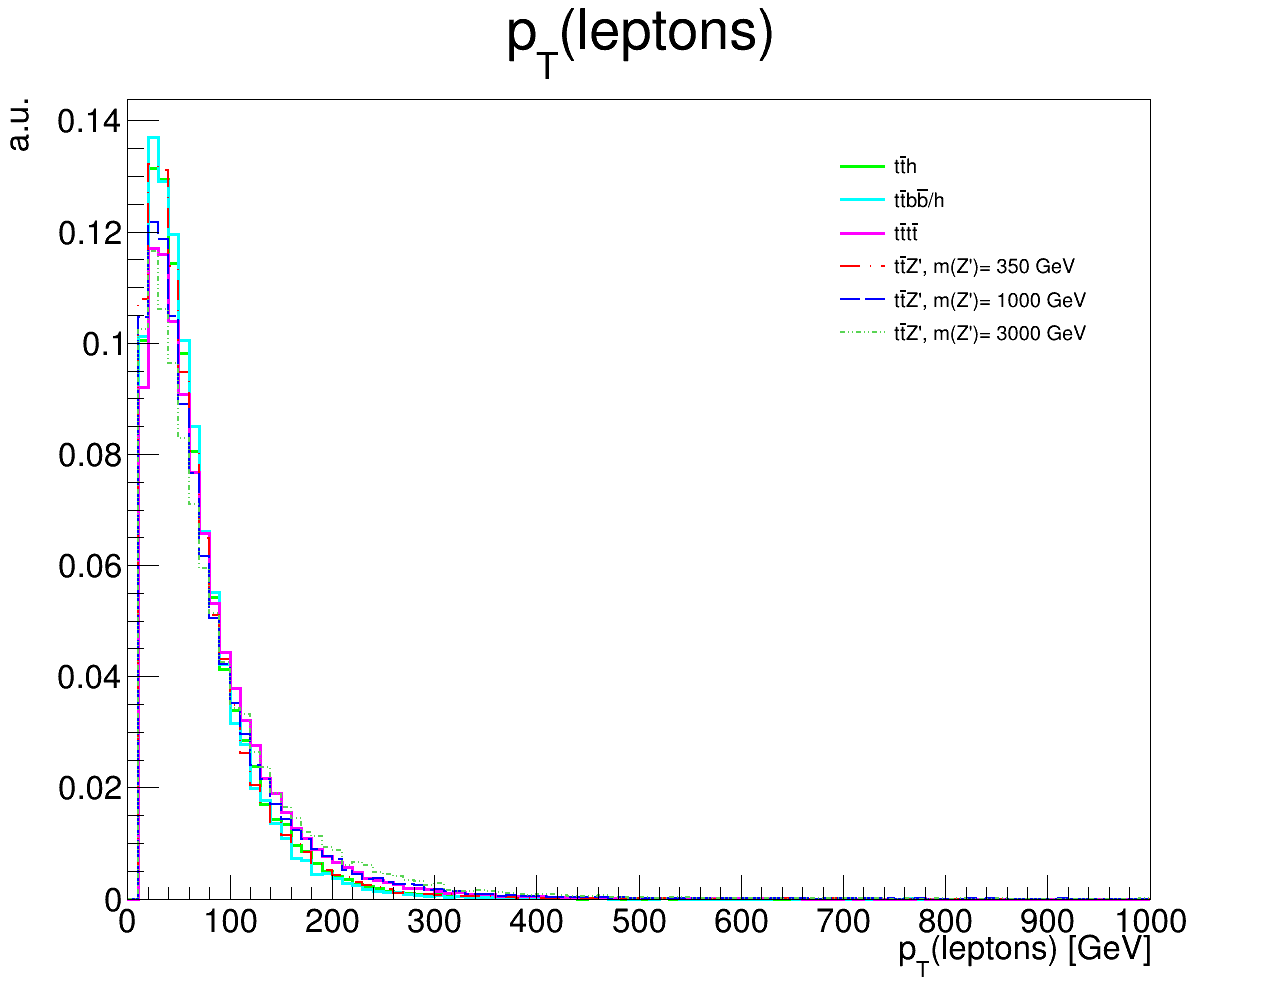 p_T(leptons)
a.u.
0.14
0.12
0.1
0.08
0.06
0.04
0.02
0
tt̄h
tt̄bb̄/h
tt̄tt̄
tt̄Z', m(Z')= 350 GeV
tt̄Z', m(Z')= 1000 GeV
tt̄Z', m(Z')= 3000 GeV
0 100 200 300 400 500 600 700 800 900 1000
p_T(leptons) [GeV]